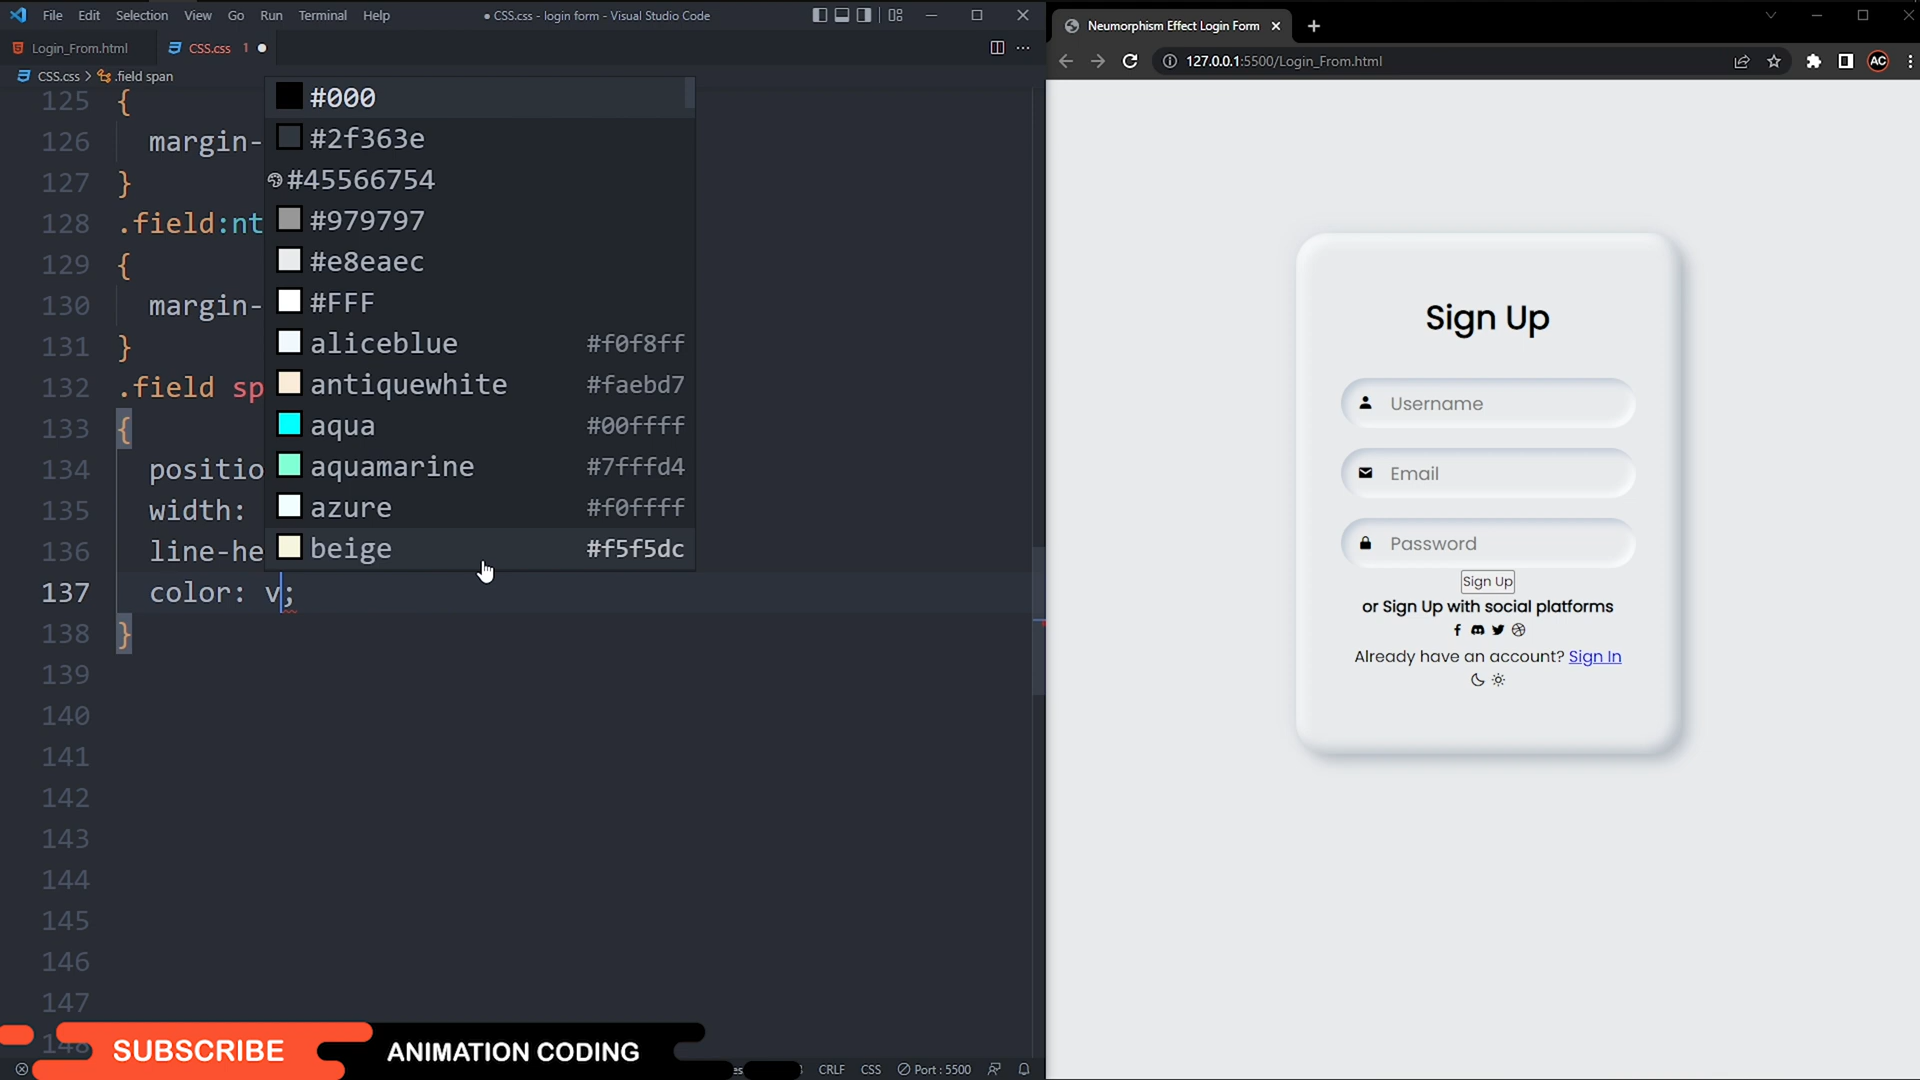 File Edit Selection View Go Run Terminal Help
● CSS.css - login form - Visual Studio Code
Login_From.html
CSS.css 1 ●
CSS.css > .field span
125 {
126 margin-
127 }
128 .field:nt
129 {
130 margin-
131 }
132 .field sp
133 {
134 positio
135 width:
136 line-he
137 color: v;
138 }
139
140
141
142
143
144
145
146
147
148
#000
#2f363e
#45566754
#979797
#e8eaec
#FFF
aliceblue #f0f8ff
antiquewhite #faebd7
aqua #00ffff
aquamarine #7fffd4
azure #f0ffff
beige #f5f5dc
SUBSCRIBE
ANIMATION CODING
CRLF CSS Port : 5500
Neumorphism Effect Login Form
127.0.0.1:5500/Login_From.html
AC
Sign Up
Username
Email
Password
Sign Up
or Sign Up with social platforms
Already have an account? Sign In